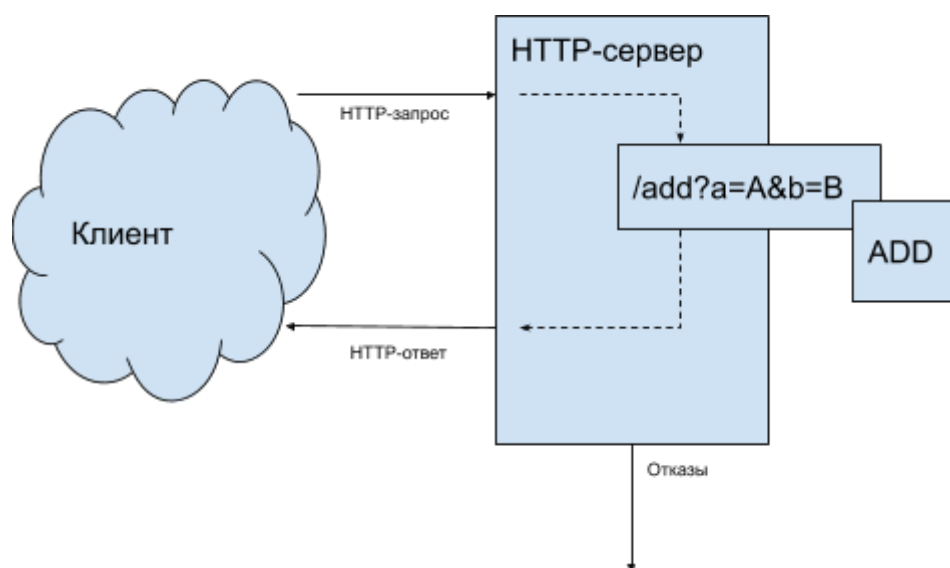 HTTP-сервер
HTTP-запрос
/add?a=A&b=B
Клиент
ADD
HTTP-ответ
Отказы